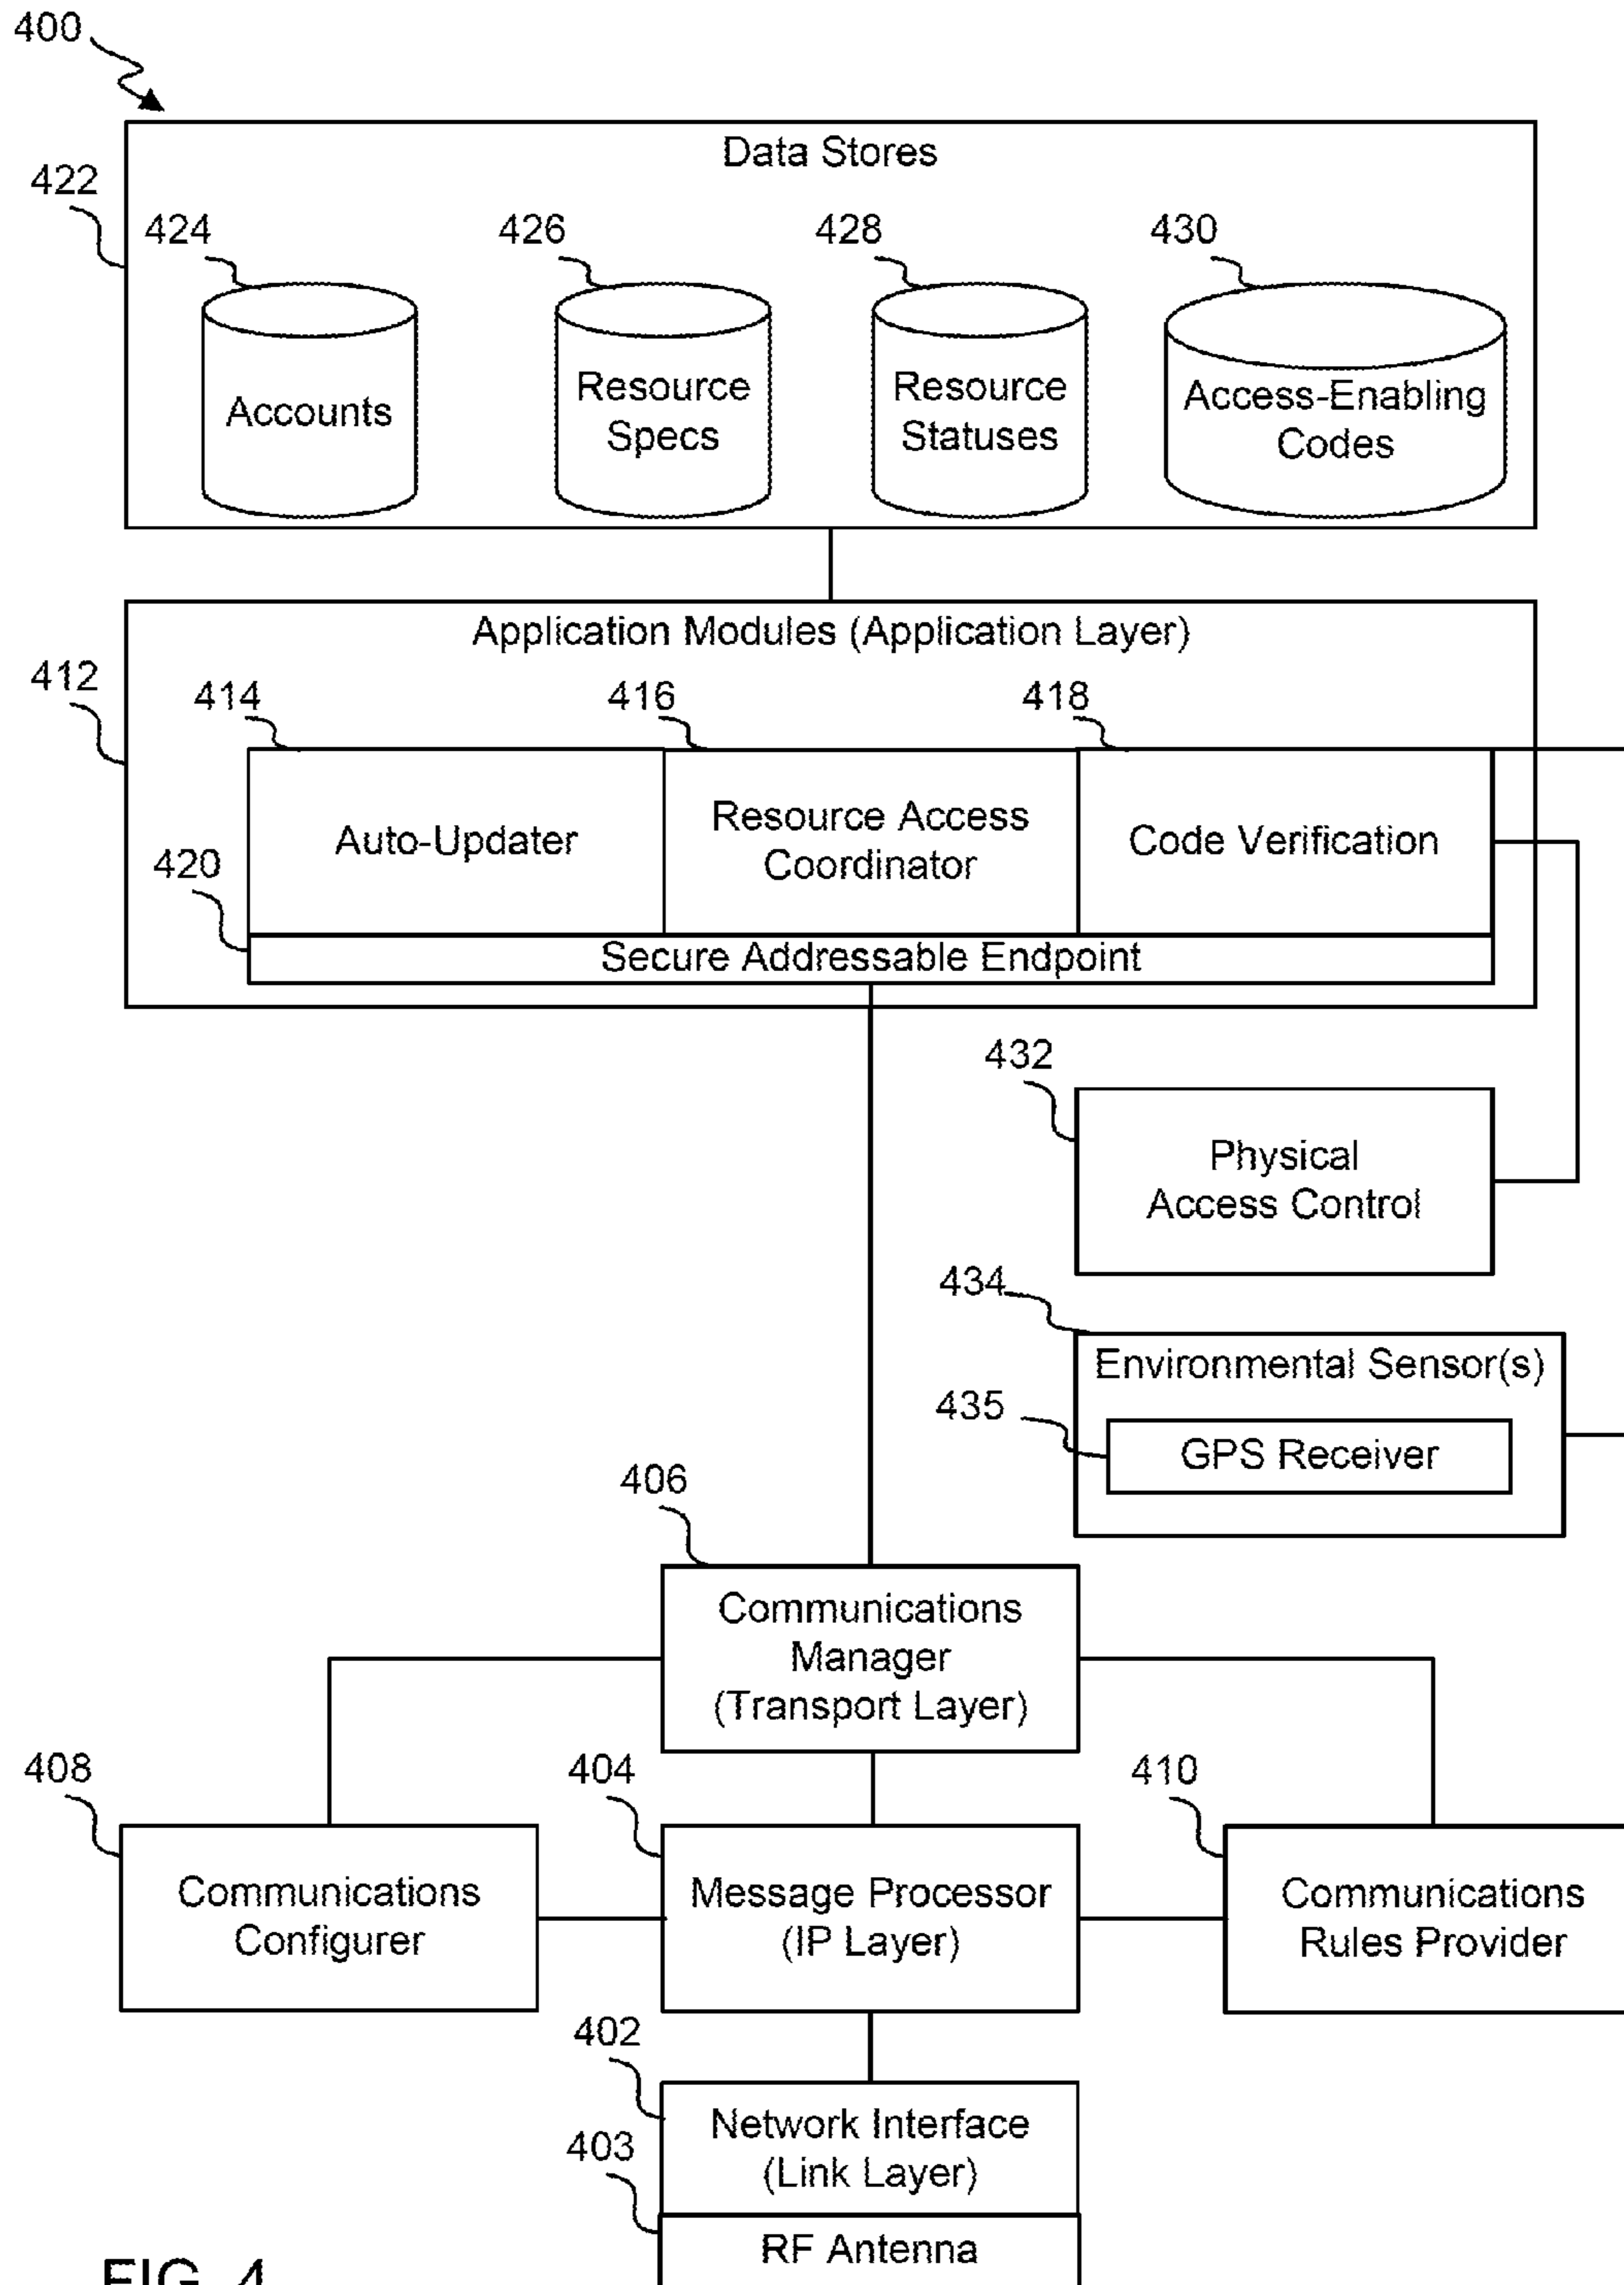 400
Data Stores
422
424
426
428
430
Accounts
Resource
Specs
Resource
Statuses
Access-Enabling
Codes
Application Modules (Application Layer)
412
414
416
418
Auto-Updater
Resource Access
Coordinator
Code Verification
420
Secure Addressable Endpoint
432
Physical
Access Control
434
Environmental Sensor(s)
435
GPS Receiver
406
Communications
Manager
(Transport Layer)
408
404
410
Communications
Configurer
Message Processor
(IP Layer)
Communications
Rules Provider
402
Network Interface
(Link Layer)
403
RF Antenna
FIG. 4